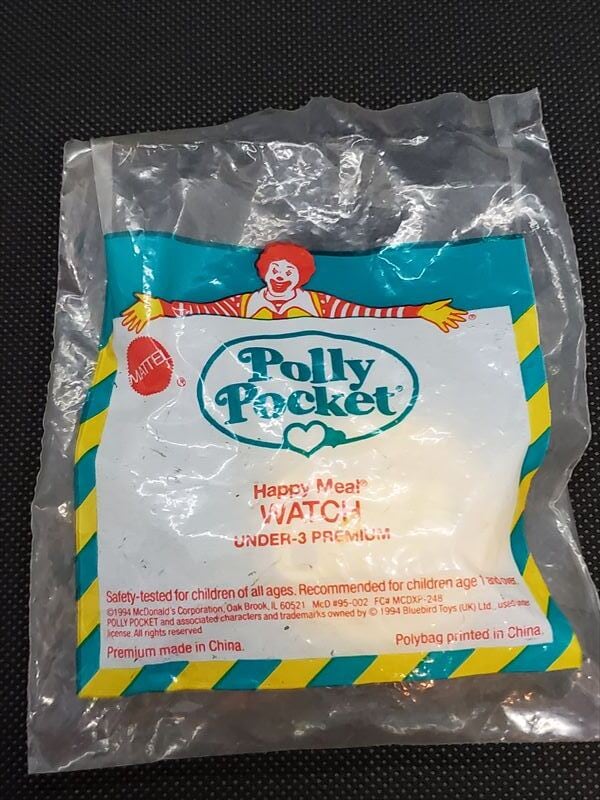 MATTEL
®
®
Polly
Pocket®
Happy Meal®
WATCH
UNDER-3 PREMIUM
Safety-tested for children of all ages. Recommended for children age 1 and over.
©1994 McDonald's Corporation, Oak Brook, IL 60521 McD #95-002 FC# MCDXP-248
POLLY POCKET and associated characters and trademarks owned by © 1994 Bluebird Toys (UK) Ltd., used under
license. All rights reserved
Premium made in China.
Polybag printed in China.